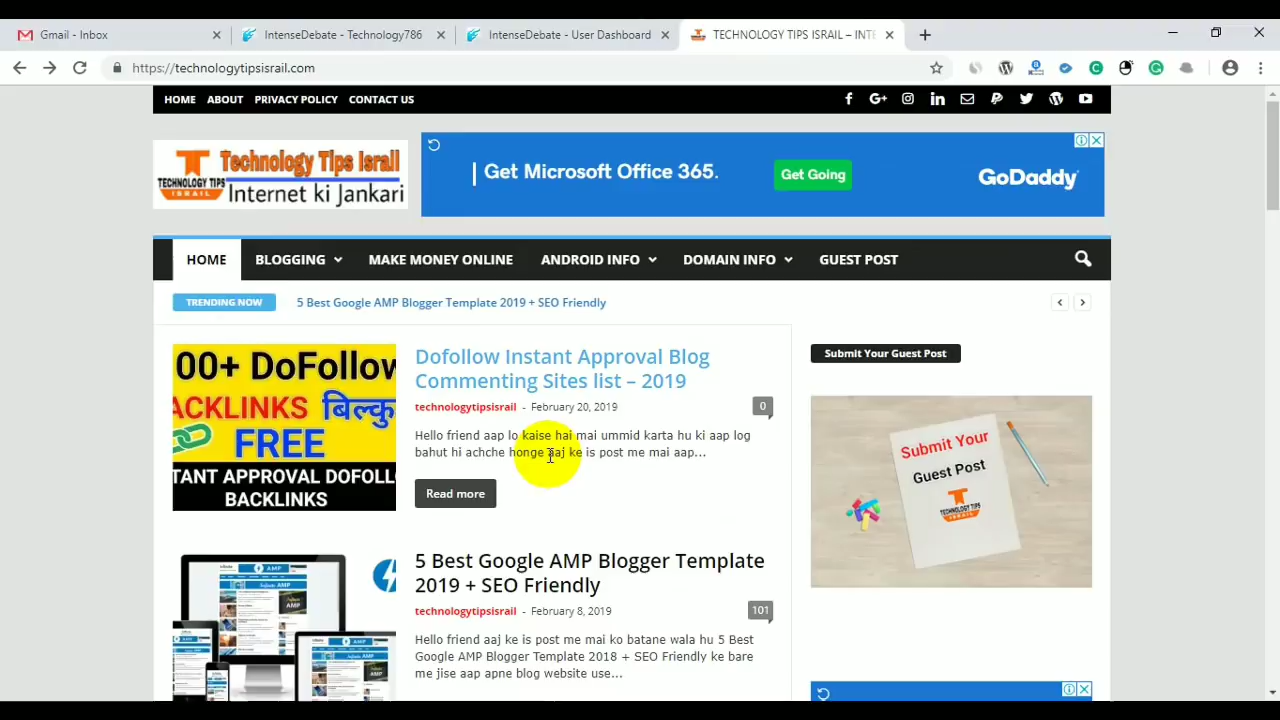 Gmail - Inbox
IntenseDebate - Technology786
IntenseDebate - User Dashboard
TECHNOLOGY TIPS ISRAIL – INTE
https://technologytipsisrail.com
HOME ABOUT PRIVACY POLICY CONTACT US
TECHNOLOGY TIPS
ISRAIL
Technology Tips Israil
Internet ki Jankari
Get Microsoft Office 365.
Get Going
GoDaddy
HOME BLOGGING MAKE MONEY ONLINE ANDROID INFO DOMAIN INFO GUEST POST
TRENDING NOW
5 Best Google AMP Blogger Template 2019 + SEO Friendly
00+ DoFollow
ACKLINKS बिल्कु
FREE
TANT APPROVAL DOFOLL
BACKLINKS
Dofollow Instant Approval Blog
Commenting Sites list – 2019
technologytipsisrail - February 20, 2019
0
Hello friend aap lo kaise hai mai ummid karta hu ki aap log
bahut hi achche honge aaj ke is post me mai aap...
Read more
Submit Your Guest Post
Submit Your
Guest Post
TECHNOLOGY TIPS
ISRAIL
AMP
5 Best Google AMP Blogger Template
2019 + SEO Friendly
technologytipsisrail - February 8, 2019
101
Hello friend aaj ke is post me mai ko batane wala hu 5 Best
Google AMP Blogger Template 2018 + SEO Friendly ke bare
me jise aap apne blog website use...